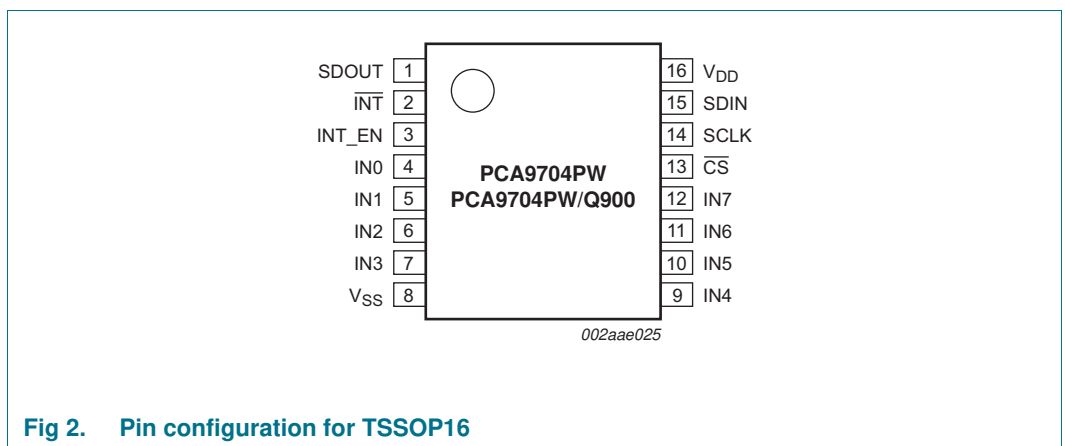 SDOUT 1 16 VDD
INT 2 15 SDIN
INT_EN 3 14 SCLK
IN0 4 13 CS
IN1 5 12 IN7
IN2 6 11 IN6
IN3 7 10 IN5
VSS 8 9 IN4
PCA9704PW
PCA9704PW/Q900
002aae025
Fig 2. Pin configuration for TSSOP16